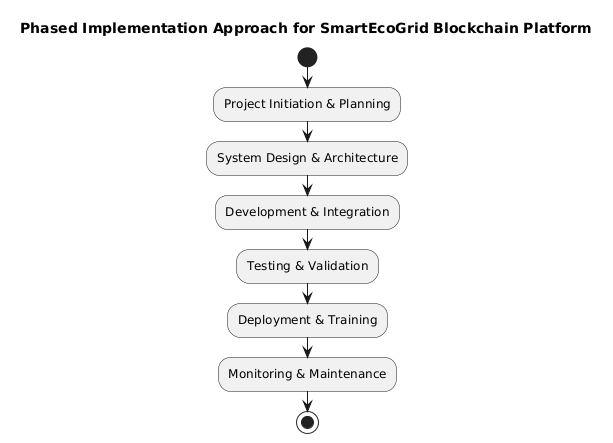 Phased Implementation Approach for SmartEcoGrid Blockchain Platform
Project Initiation & Planning
System Design & Architecture
Development & Integration
Testing & Validation
Deployment & Training
Monitoring & Maintenance